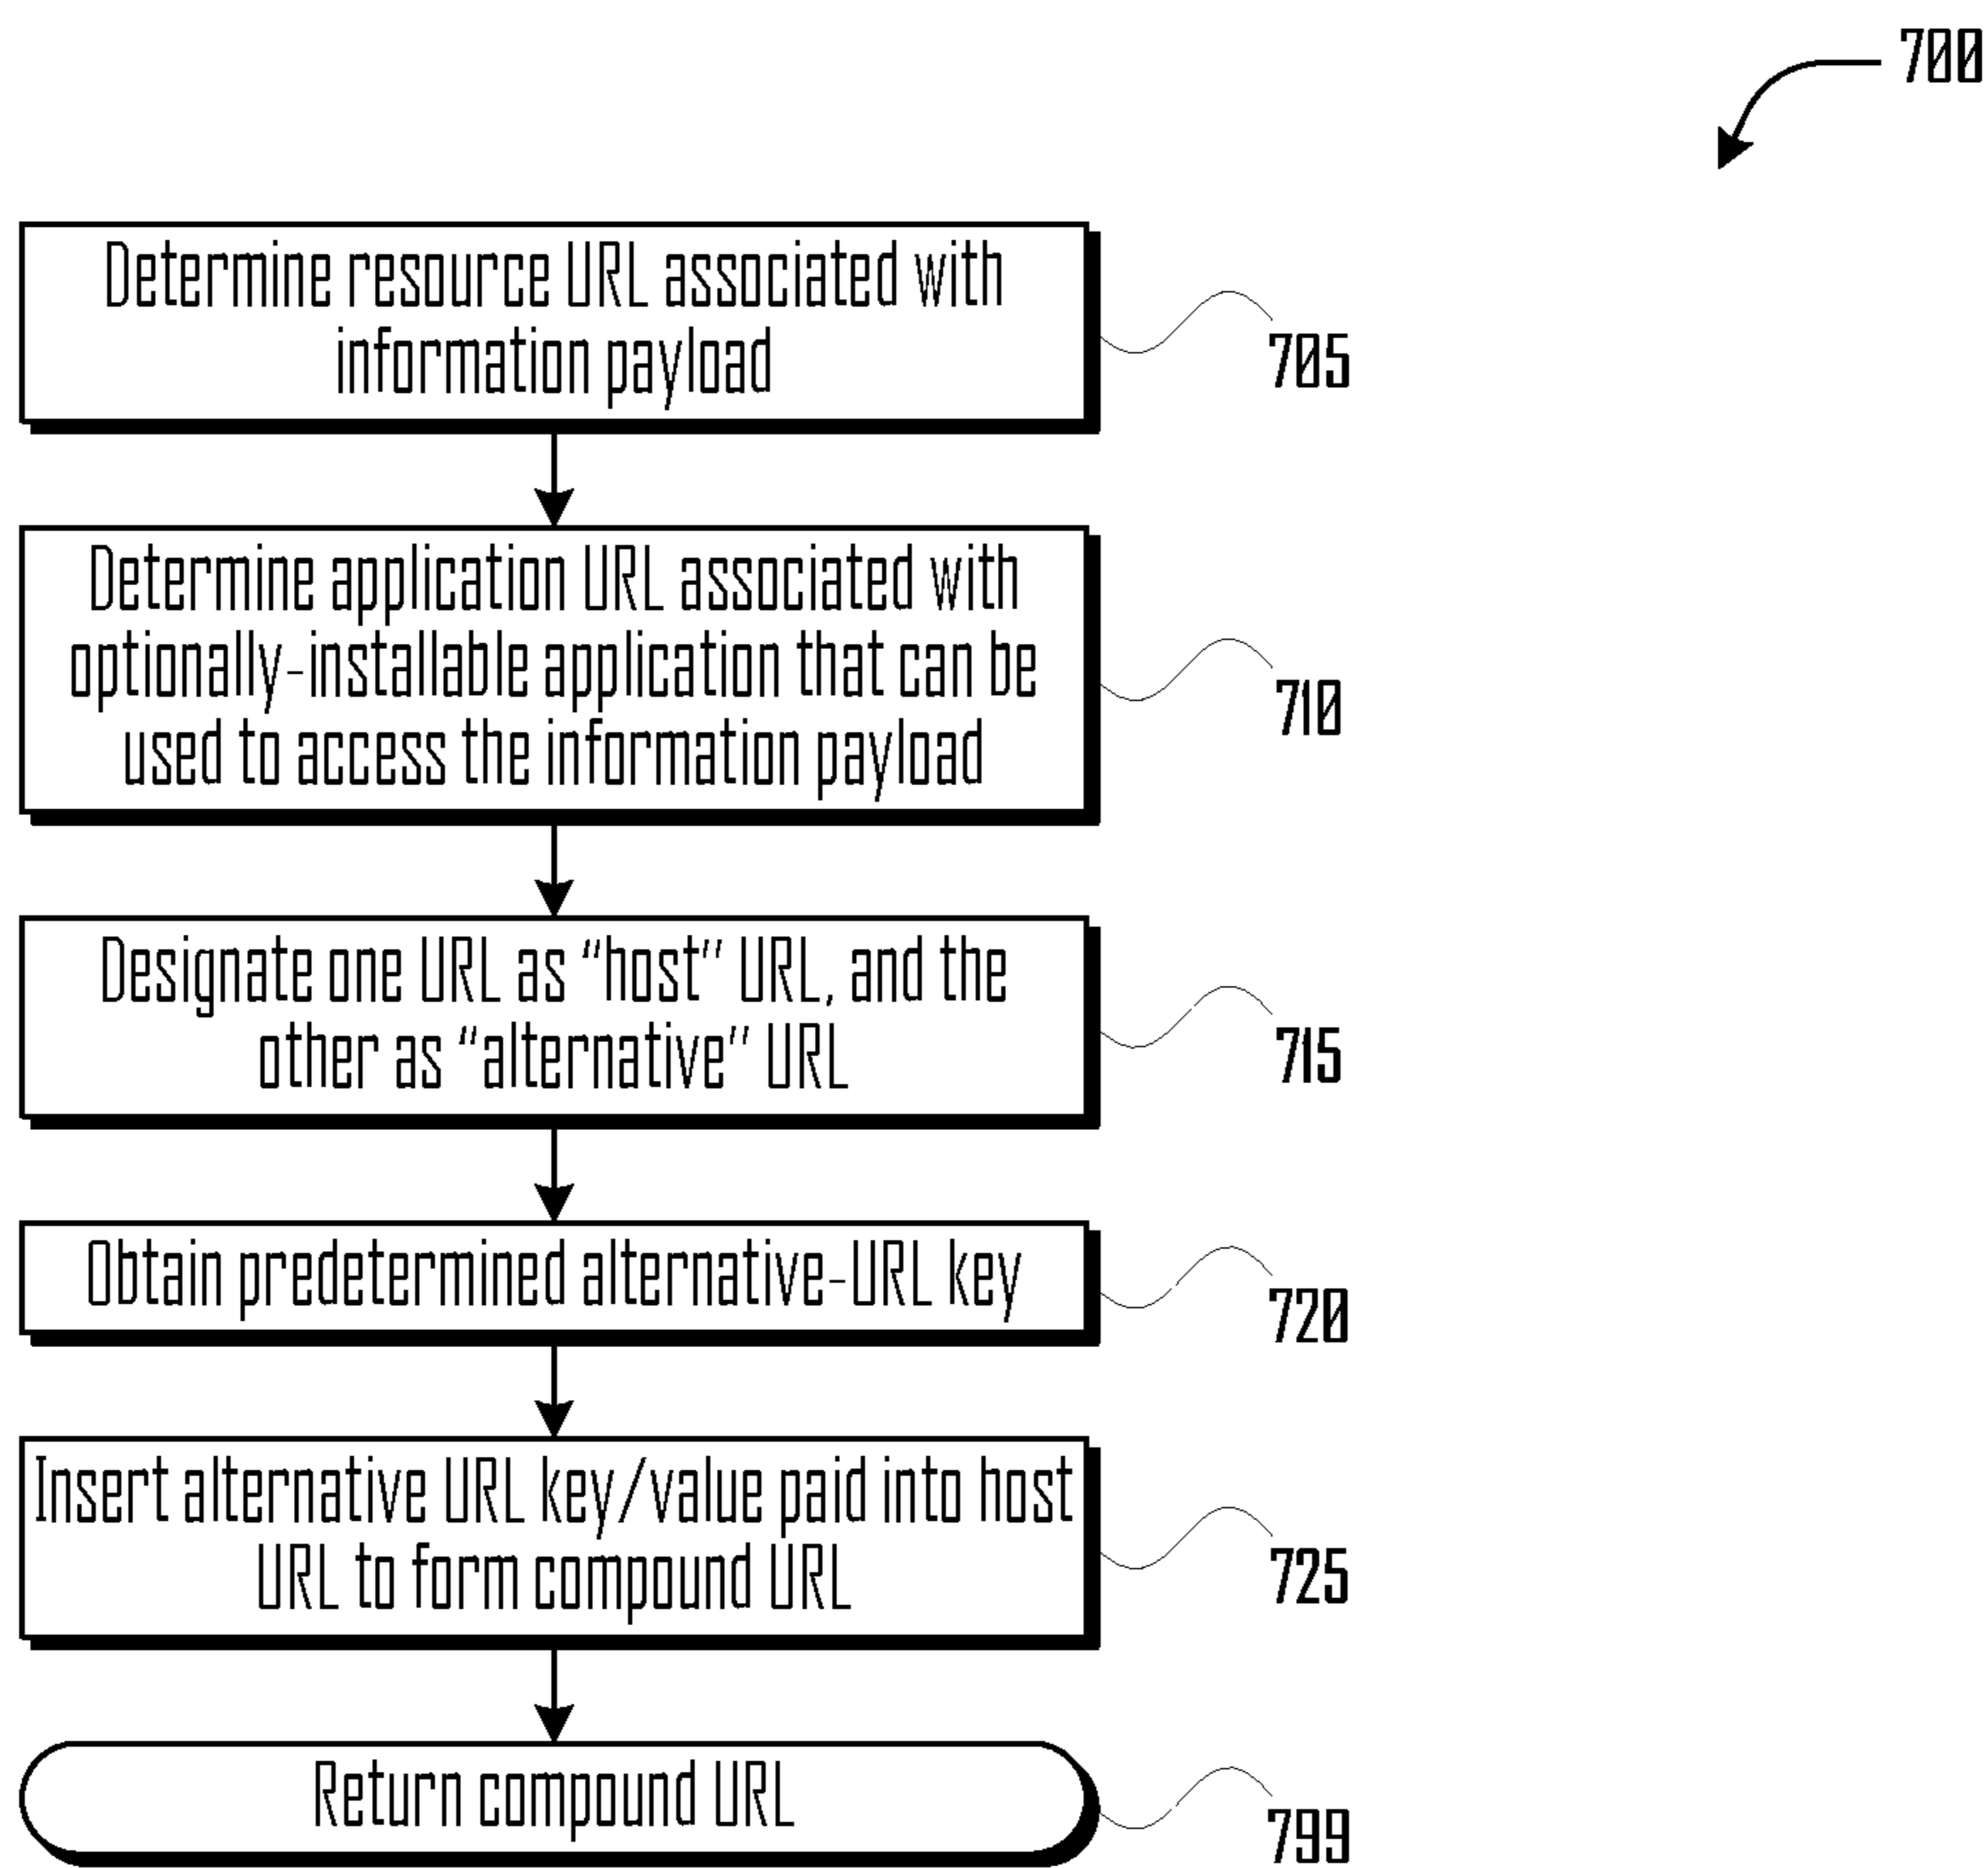 700
Determine resource URL associated with
information payload
705
Determine application URL associated with
optionally-installable application that can be
used to access the information payload
710
Designate one URL as “host” URL, and the
other as “alternative” URL
715
Obtain predetermined alternative-URL key
720
Insert alternative URL key/value paid into host
URL to form compound URL
725
Return compound URL
799